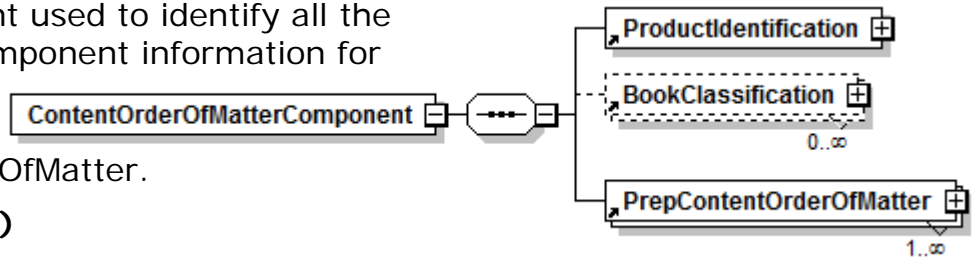 nt used to identify all the
mponent information for
OfMatter.
)
ContentOrderOfMatterComponent
ProductIdentification
BookClassification
0..∞
PrepContentOrderOfMatter
1..∞